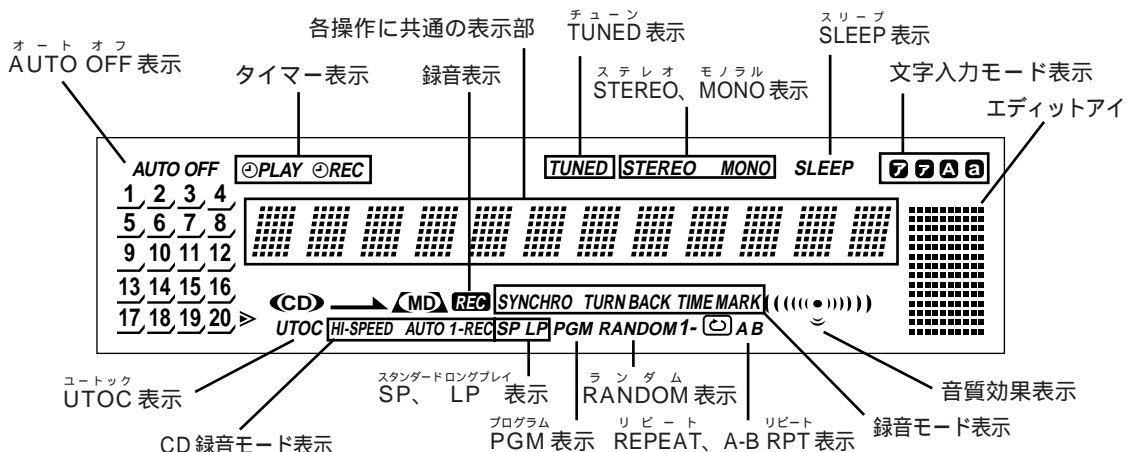 各操作に共通の表示部
チューン
TUNED 表示
スリープ
SLEEP 表示
オート オフ
AUTO OFF 表示
タイマー表示
録音表示
ステレオ モノラル
STEREO、MONO 表示
文字入力モード表示
エディットアイ
AUTO OFF PLAY REC TUNED STEREO MONO SLEEP ア ァ A a
1 2 3 4
5 6 7 8
9 10 11 12
13 14 15 16
17 18 19 20
CD MD REC SYNCHRO TURN BACK TIME MARK
UTOC HI-SPEED AUTO 1-REC SP LP PGM RANDOM 1- A B
ユートック
UTOC 表示
スタンダード ロングプレイ
SP、 LP 表示
ランダム
RANDOM 表示
音質効果表示
CD 録音モード表示
プログラム
PGM 表示
リピート リピート
REPEAT、A-B RPT 表示
録音モード表示